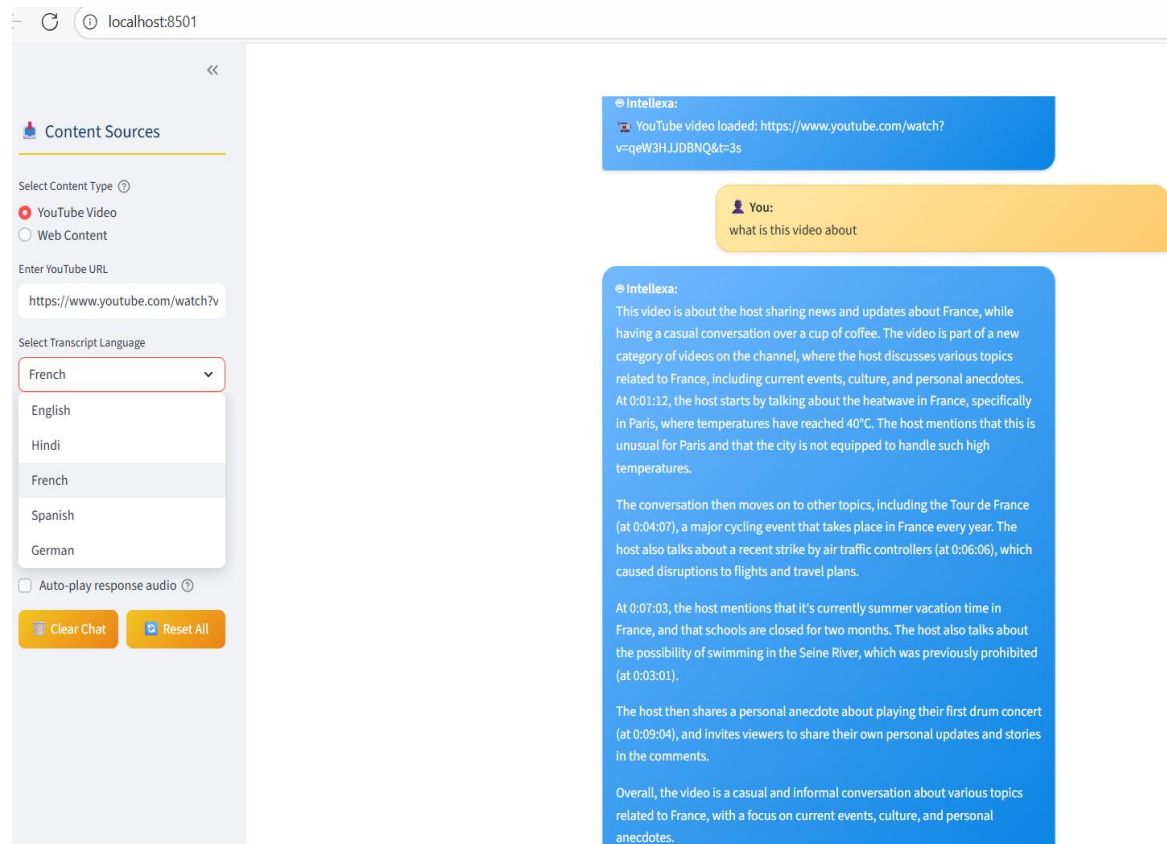 localhost:8501
Content Sources
Select Content Type
YouTube Video
Web Content
Enter YouTube URL
https://www.youtube.com/watch?v
Select Transcript Language
French
English
Hindi
French
Spanish
German
Auto-play response audio
Clear Chat
Reset All
Intellexa:
YouTube video loaded: https://www.youtube.com/watch?
v=qeW3HJJDBNQ&t=3s
You:
what is this video about
Intellexa:
This video is about the host sharing news and updates about France, while
having a casual conversation over a cup of coffee. The video is part of a new
category of videos on the channel, where the host discusses various topics
related to France, including current events, culture, and personal anecdotes.
At 0:01:12, the host starts by talking about the heatwave in France, specifically
in Paris, where temperatures have reached 40°C. The host mentions that this is
unusual for Paris and that the city is not equipped to handle such high
temperatures.
The conversation then moves on to other topics, including the Tour de France
(at 0:04:07), a major cycling event that takes place in France every year. The
host also talks about a recent strike by air traffic controllers (at 0:06:06), which
caused disruptions to flights and travel plans.
At 0:07:03, the host mentions that it's currently summer vacation time in
France, and that schools are closed for two months. The host also talks about
the possibility of swimming in the Seine River, which was previously prohibited
(at 0:03:01).
The host then shares a personal anecdote about playing their first drum concert
(at 0:09:04), and invites viewers to share their own personal updates and stories
in the comments.
Overall, the video is a casual and informal conversation about various topics
related to France, with a focus on current events, culture, and personal
anecdotes.